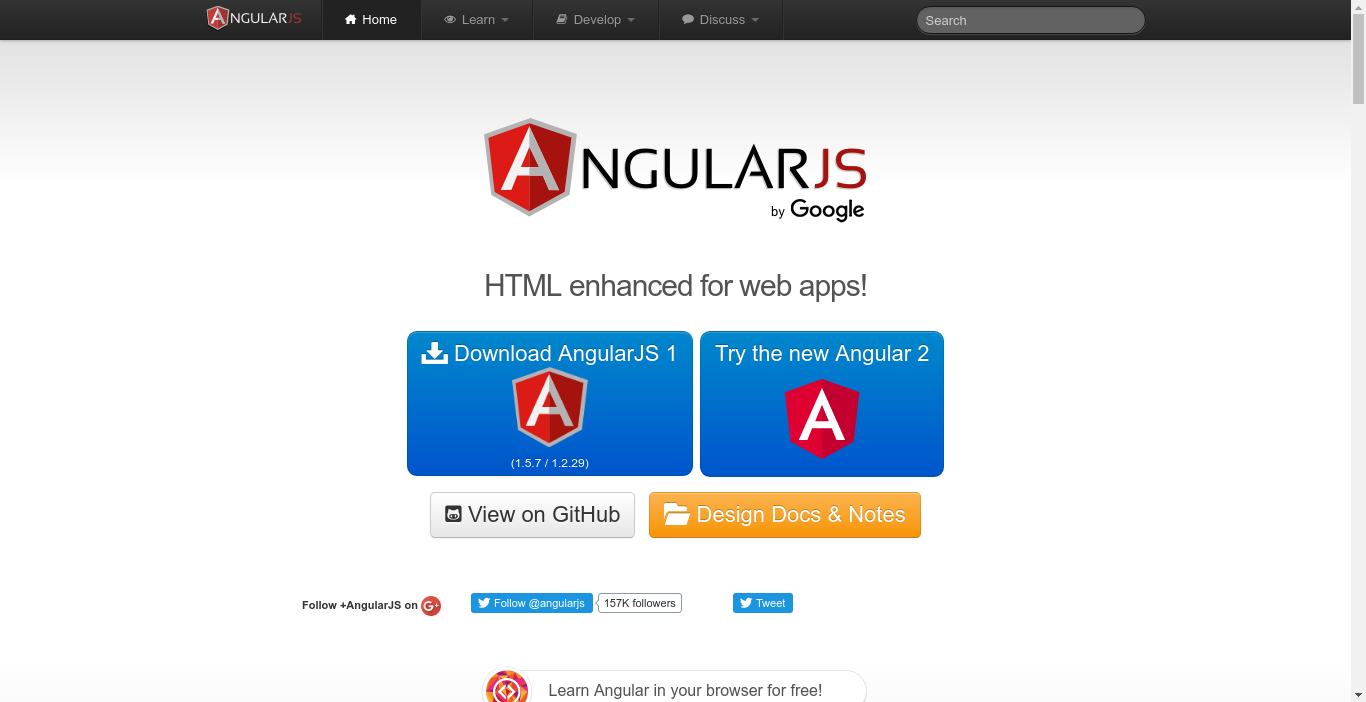 ANGULARJS
Home
Learn
Develop
Discuss
Search
ANGULARJS
by Google
HTML enhanced for web apps!
Download AngularJS 1
(1.5.7 / 1.2.29)
Try the new Angular 2
View on GitHub
Design Docs & Notes
Follow +AngularJS on G+
Follow @angularjs
157K followers
Tweet
Learn Angular in your browser for free!